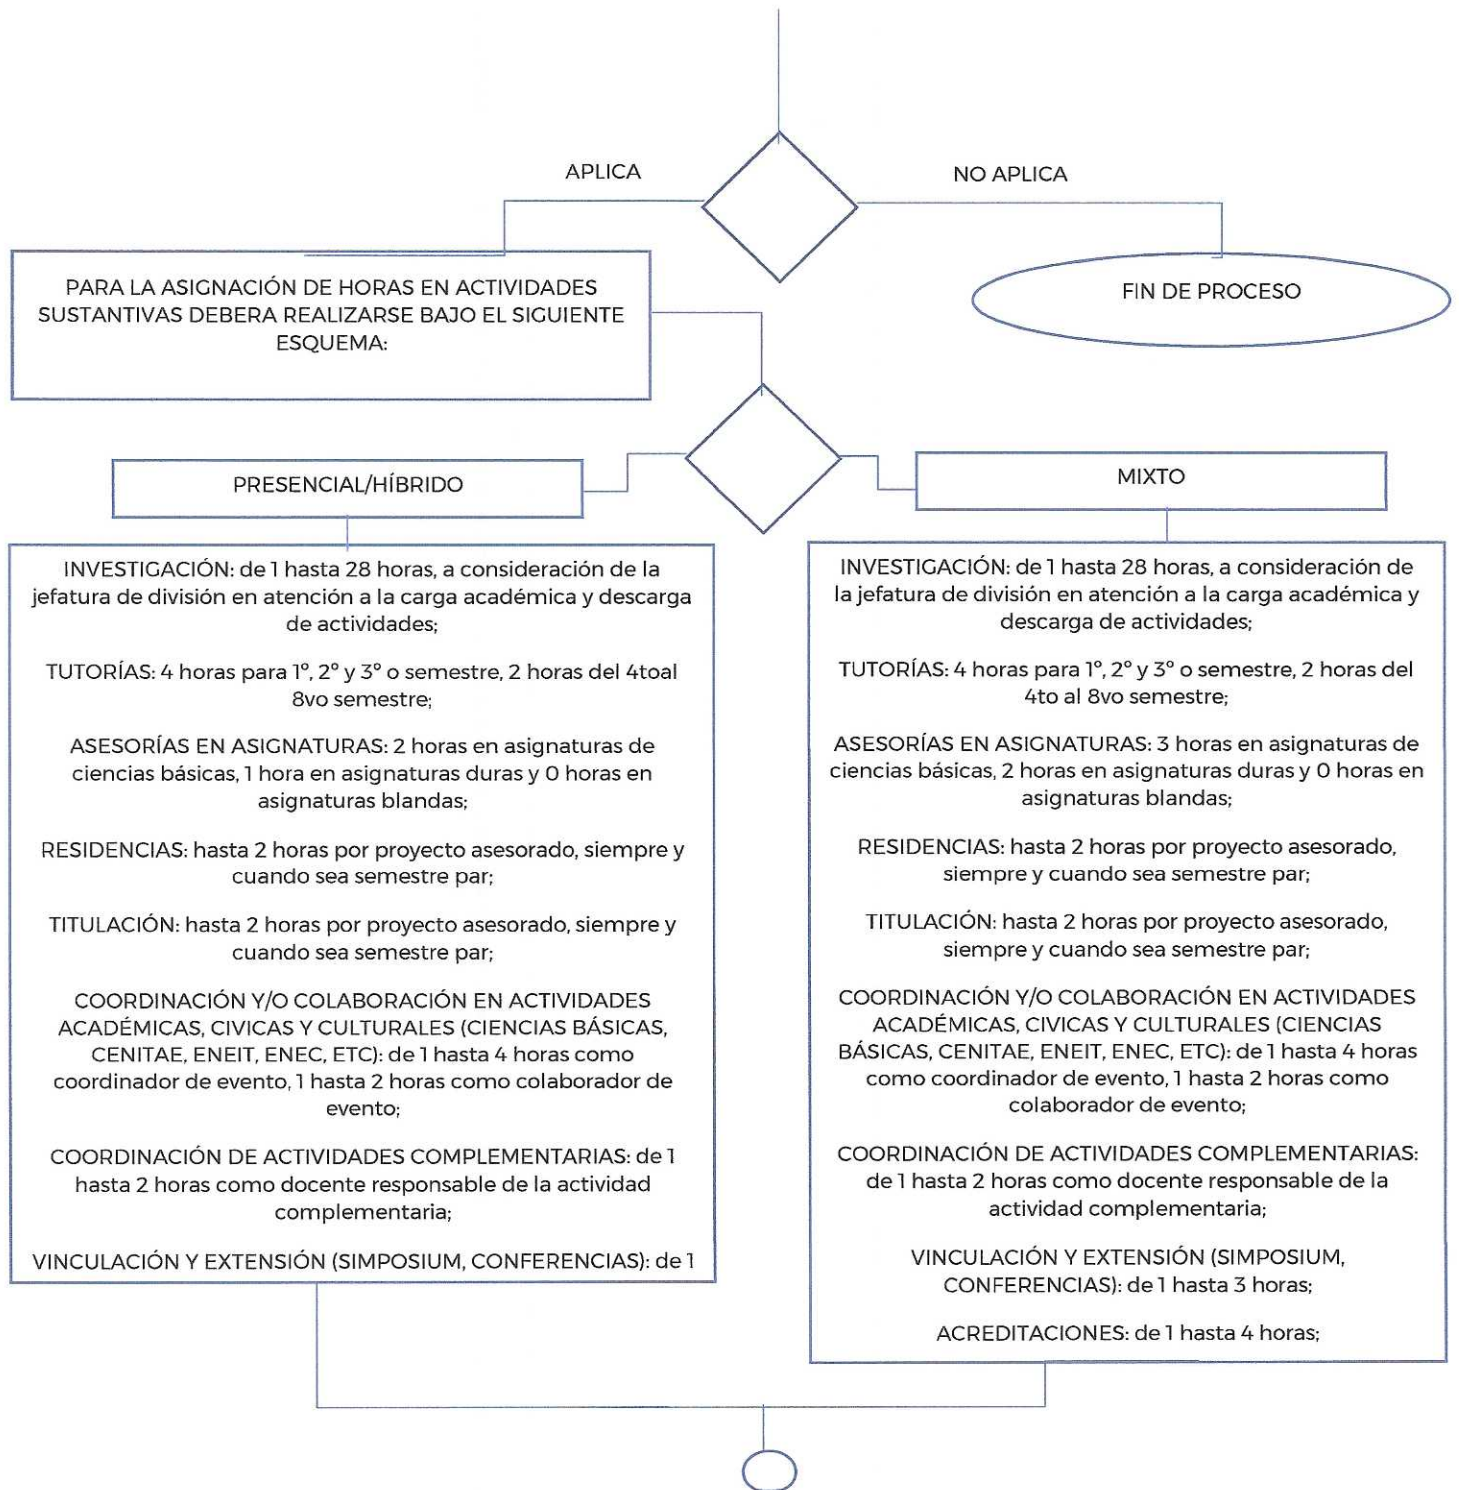 APLICA
NO APLICA
PARA LA ASIGNACIÓN DE HORAS EN ACTIVIDADES
SUSTANTIVAS DEBERA REALIZARSE BAJO EL SIGUIENTE
ESQUEMA:
FIN DE PROCESO
PRESENCIAL/HÍBRIDO
MIXTO
INVESTIGACIÓN: de 1 hasta 28 horas, a consideración de la
jefatura de división en atención a la carga académica y descarga
de actividades;
TUTORÍAS: 4 horas para 1º, 2º y 3º o semestre, 2 horas del 4toal
8vo semestre;
ASESORÍAS EN ASIGNATURAS: 2 horas en asignaturas de
ciencias básicas, 1 hora en asignaturas duras y 0 horas en
asignaturas blandas;
RESIDENCIAS: hasta 2 horas por proyecto asesorado, siempre y
cuando sea semestre par;
TITULACIÓN: hasta 2 horas por proyecto asesorado, siempre y
cuando sea semestre par;
COORDINACIÓN Y/O COLABORACIÓN EN ACTIVIDADES
ACADÉMICAS, CIVICAS Y CULTURALES (CIENCIAS BÁSICAS,
CENITAE, ENEIT, ENEC, ETC): de 1 hasta 4 horas como
coordinador de evento, 1 hasta 2 horas como colaborador de
evento;
COORDINACIÓN DE ACTIVIDADES COMPLEMENTARIAS: de 1
hasta 2 horas como docente responsable de la actividad
complementaria;
VINCULACIÓN Y EXTENSIÓN (SIMPOSIUM, CONFERENCIAS): de 1
INVESTIGACIÓN: de 1 hasta 28 horas, a consideración de
la jefatura de división en atención a la carga académica y
descarga de actividades;
TUTORÍAS: 4 horas para 1º, 2º y 3º o semestre, 2 horas del
4to al 8vo semestre;
ASESORÍAS EN ASIGNATURAS: 3 horas en asignaturas de
ciencias básicas, 2 horas en asignaturas duras y 0 horas en
asignaturas blandas;
RESIDENCIAS: hasta 2 horas por proyecto asesorado,
siempre y cuando sea semestre par;
TITULACIÓN: hasta 2 horas por proyecto asesorado,
siempre y cuando sea semestre par;
COORDINACIÓN Y/O COLABORACIÓN EN ACTIVIDADES
ACADÉMICAS, CIVICAS Y CULTURALES (CIENCIAS
BÁSICAS, CENITAE, ENEIT, ENEC, ETC): de 1 hasta 4 horas
como coordinador de evento, 1 hasta 2 horas como
colaborador de evento;
COORDINACIÓN DE ACTIVIDADES COMPLEMENTARIAS:
de 1 hasta 2 horas como docente responsable de la
actividad complementaria;
VINCULACIÓN Y EXTENSIÓN (SIMPOSIUM,
CONFERENCIAS): de 1 hasta 3 horas;
ACREDITACIONES: de 1 hasta 4 horas;